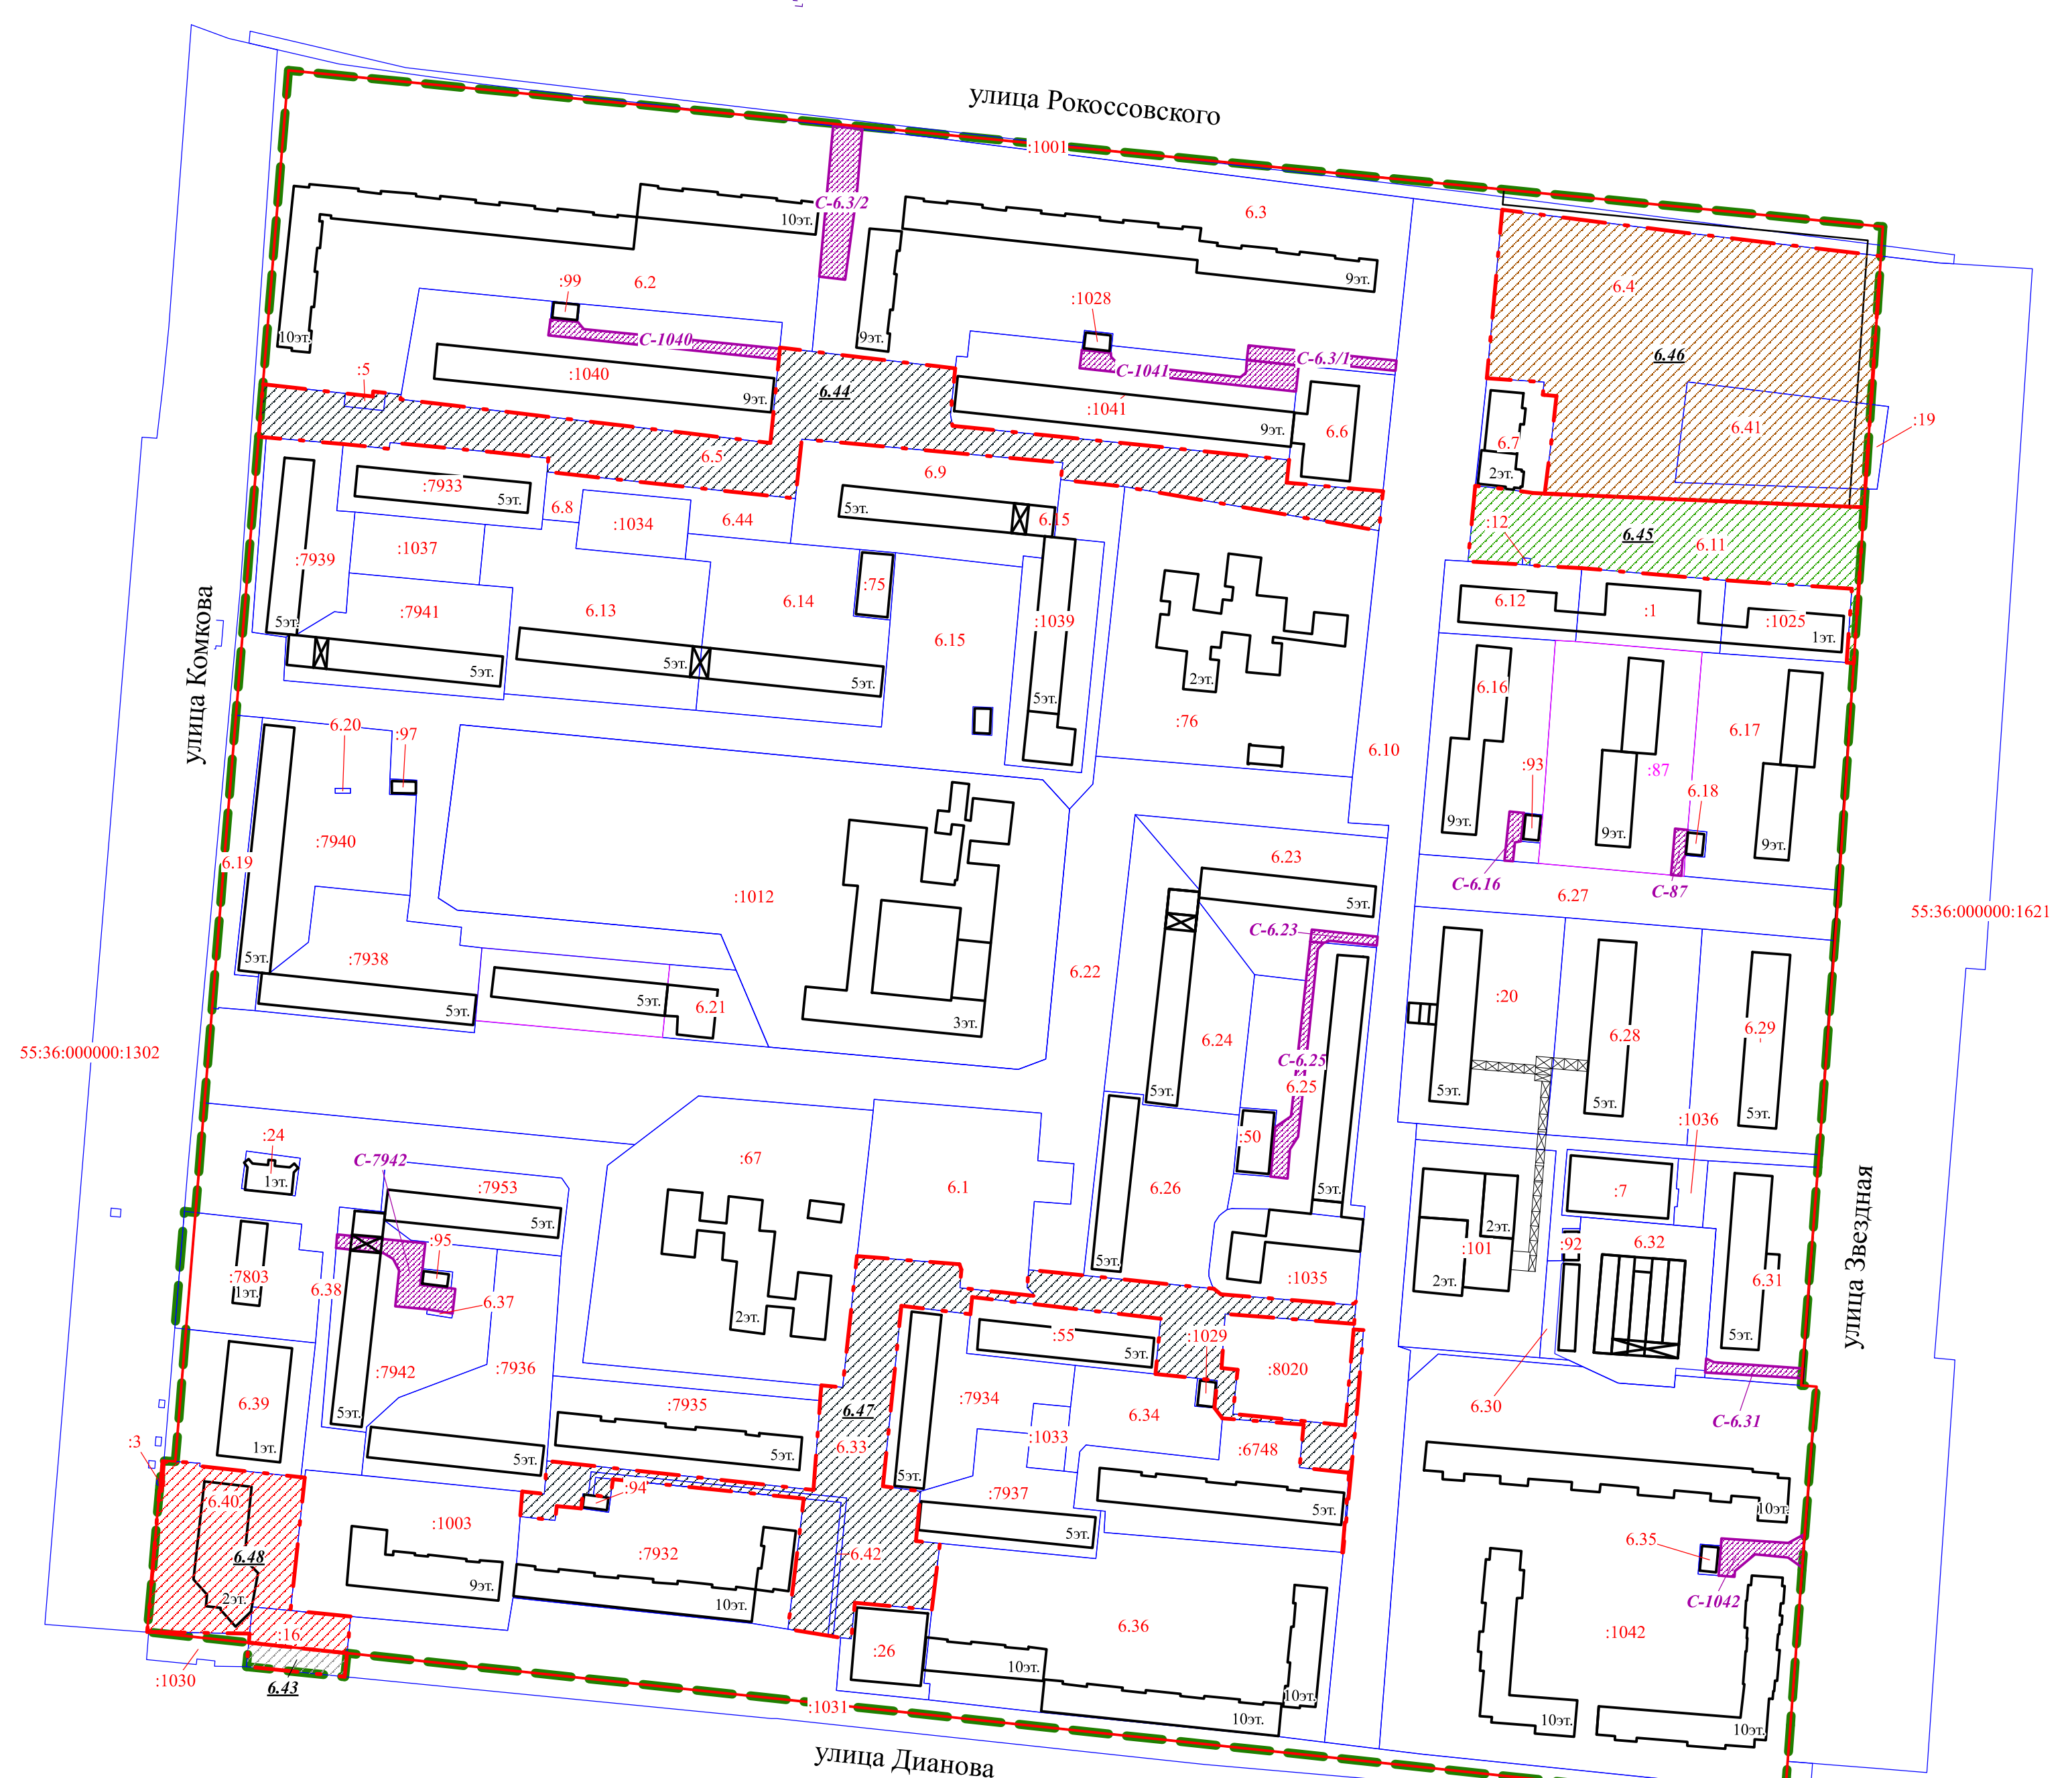 улица Рокоссовского
:1001
6.3
С-6.3/2
10эт.
9эт.
:99
6.2
:1028
6.4
10эт.
9эт.
С-1040
С-1041
С-6.3/1
6.46
:5
:1040
9эт.
6.44
:1041
9эт.
6.6
6.7
2эт.
6.41
:19
6.5
6.9
:7933
5эт.
6.8
:1034
6.44
5эт.
6.15
:12
6.45
6.11
:7939
:1037
:75
5эт.
:7941
6.13
6.14
6.15
:1039
6.12
:1
:1025
1эт.
5эт.
5эт.
5эт.
5эт.
2эт.
6.16
улица Комкова
6.20
:97
:76
6.10
6.17
:93
:87
6.18
9эт.
9эт.
9эт.
:7940
6.19
6.23
С-6.16
С-87
6.27
:1012
5эт.
С-6.23
55:36:000000:1621
5эт.
:7938
5эт.
5эт.
6.21
3эт.
6.22
:20
6.24
6.28
6.29
55:36:000000:1302
С-6.25
6.25
5эт.
5эт.
5эт.
5эт.
:24
С-7942
1эт.
:7953
5эт.
:67
6.1
6.26
:50
5эт.
:1036
:7
2эт.
6.31
:7803
1эт.
6.38
:95
6.37
2эт.
5эт.
:1035
:101
2эт.
:92
6.32
улица Звездная
5эт.
:7942
:7936
:55
5эт.
:1029
:8020
6.39
1эт.
5эт.
:7935
5эт.
6.47
6.33
:7934
6.34
:1033
:6748
6.30
С-6.31
:3
5эт.
5эт.
6.40
:94
:7937
5эт.
5эт.
10эт.
:1003
6.48
2эт.
9эт.
:7932
10эт.
6.42
6.35
С-1042
:16
:26
6.36
:1042
:1030
6.43
10эт.
10эт.
10эт.
10эт.
10эт.
:1031
улица Дианова